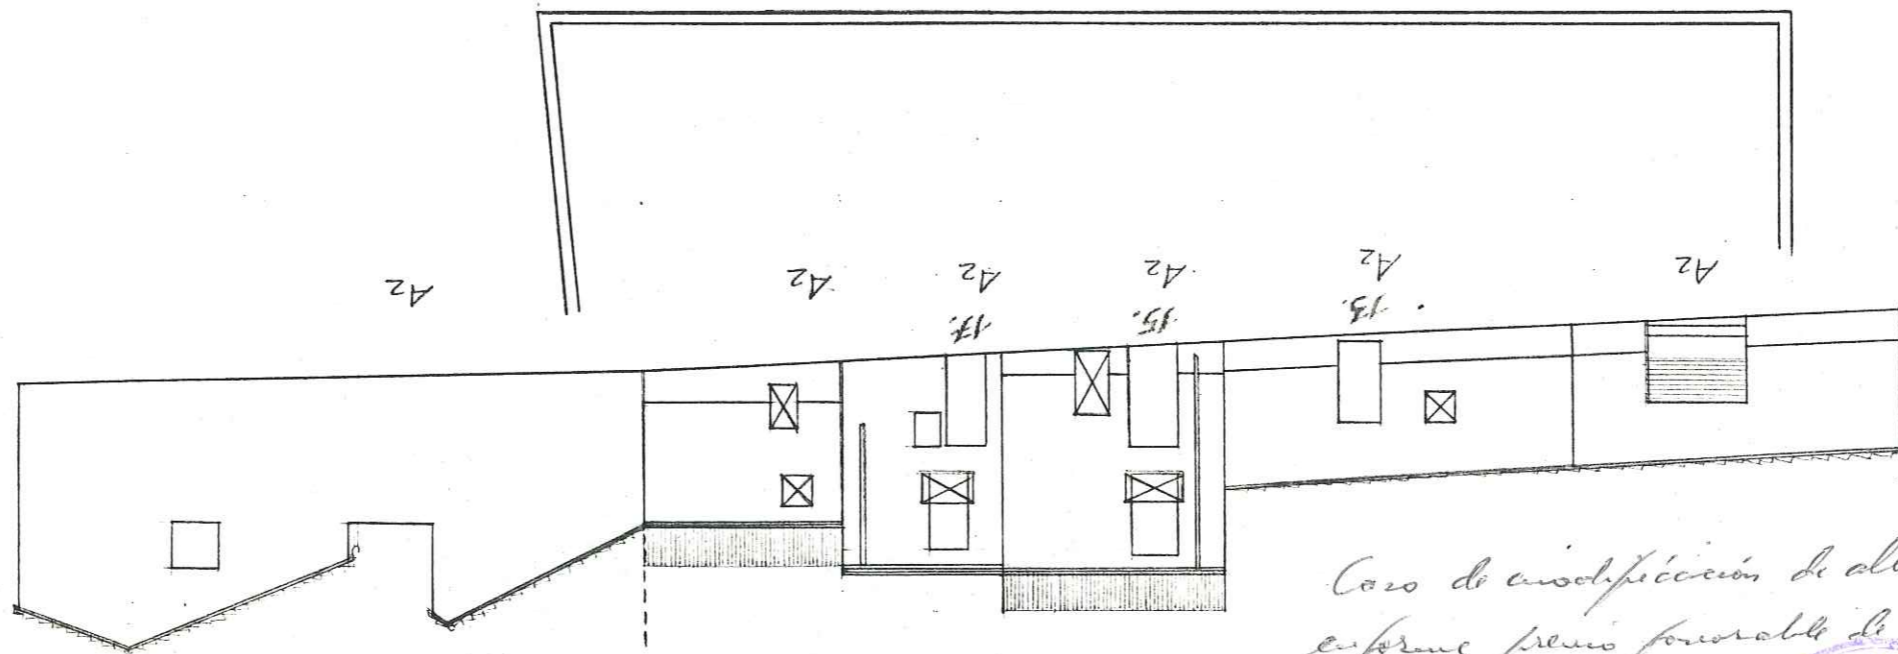 A2 A2 A2 A2 A2 A2
17. 15. 13.
Caso de modificación de
informe previo favorable de